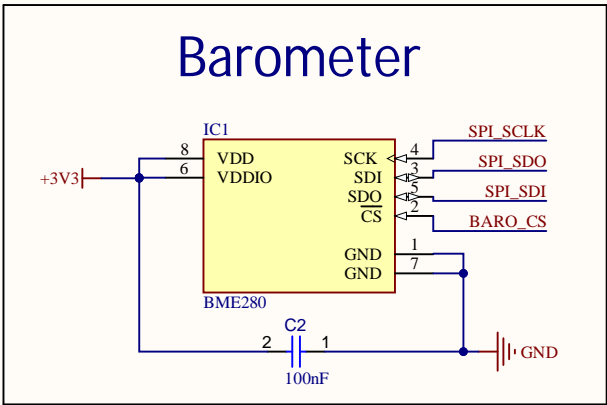 Barometer
IC1
8 VDD SCK 4 SPI_SCLK
+3V3 6 VDDIO SDI 3 SPI_SDO
SDO 5 SPI_SDI
CS 2 BARO_CS
GND 1
GND 7
BME280
C2
2 1
GND
100nF